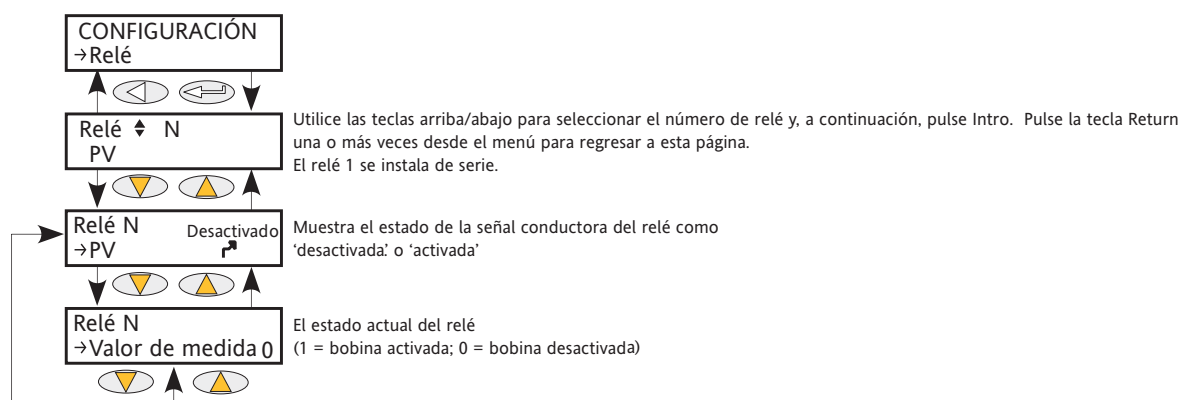 CONFIGURACIÓN
→Relé
Relé N
PV
Utilice las teclas arriba/abajo para seleccionar el número de relé y, a continuación, pulse Intro. Pulse la tecla Return
una o más veces desde el menú para regresar a esta página.
El relé 1 se instala de serie.
Relé N Desactivado
→PV
Muestra el estado de la señal conductora del relé como
‘desactivada’. o ‘activada’
Relé N
→Valor de medida 0
El estado actual del relé
(1 = bobina activada; 0 = bobina desactivada)